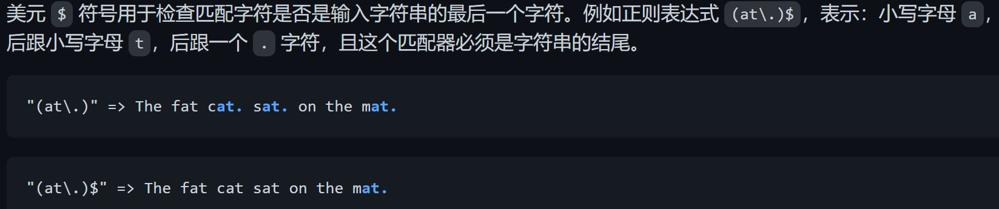 美元 $ 符号用于检查匹配字符是否是输入字符串的最后一个字符。例如正则表达式 (at\.)$，表示：小写字母 a，
后跟小写字母 t，后跟一个 . 字符，且这个匹配器必须是字符串的结尾。
"(at\.)" => The fat cat. sat. on the mat.
"(at\.)$" => The fat cat sat on the mat.